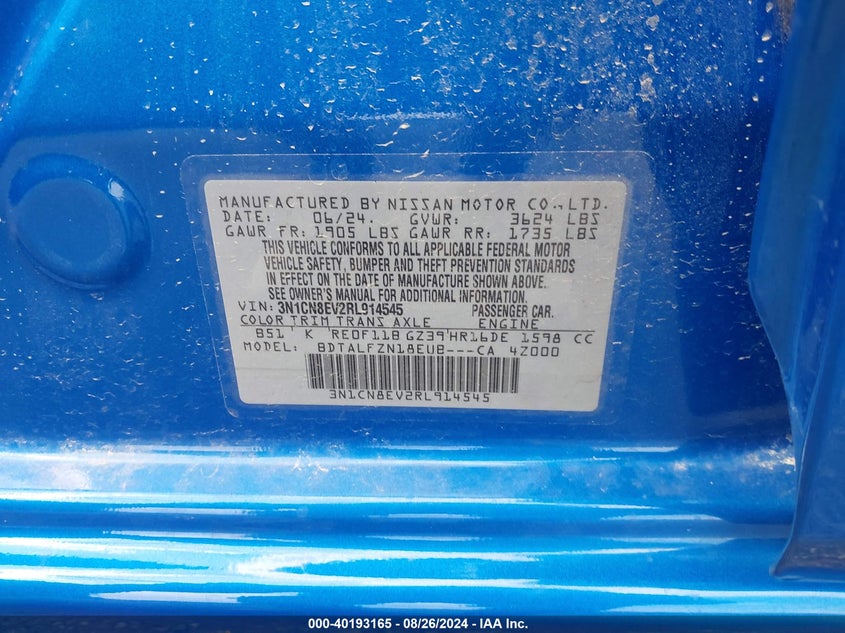 MANUFACTURED BY NISSAN MOTOR CO.,LTD.
DATE: 06/24. GVWR: 3624 LBS
GAWR FR: 1905 LBS GAWR RR: 1735 LBS
THIS VEHICLE CONFORMS TO ALL APPLICABLE FEDERAL MOTOR
VEHICLE SAFETY, BUMPER AND THEFT PREVENTION STANDARDS
IN EFFECT ON THE DATE OF MANUFACTURE SHOWN ABOVE.
SEE OWNER'S MANUAL FOR ADDITIONAL INFORMATION.
VIN: 3N1CN8EV2RL914545 PASSENGER CAR.
COLOR TRIM TRANS AXLE ENGINE
B51 K RE0F11B GZ39 HR16DE 1598 CC
MODEL: BDTALFZN18EUB---CA 4Z000
3N1CN8EV2RL914545
000-40193165 - 08/26/2024 - IAA Inc.